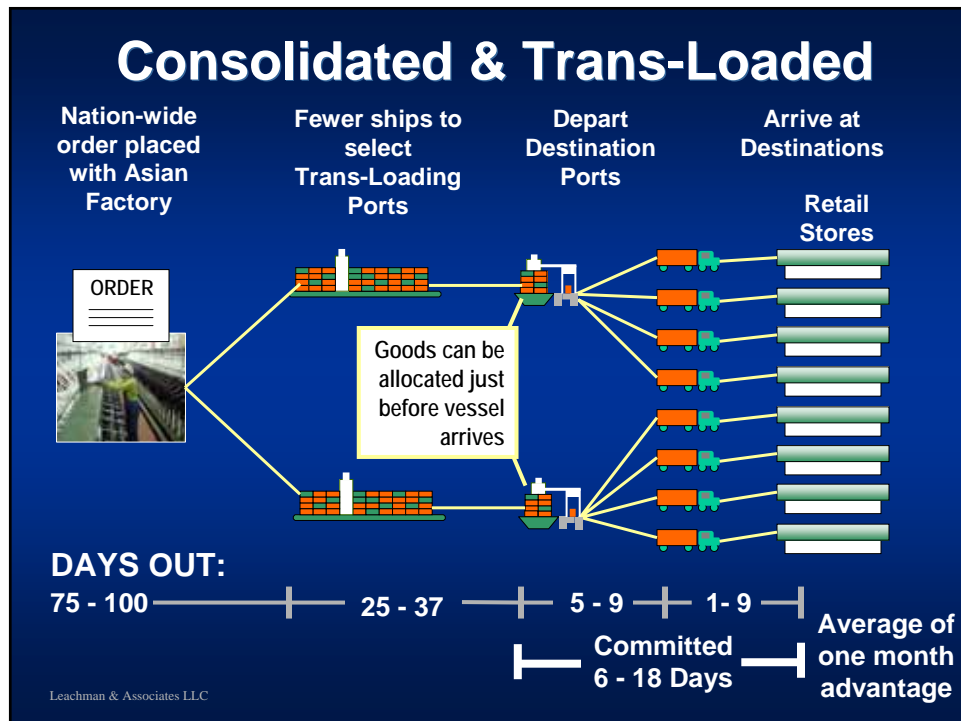 Consolidated & Trans-Loaded
Nation-wide
order placed
with Asian
Factory
Fewer ships to
select
Trans-Loading
Ports
Depart
Destination
Ports
Arrive at
Destinations
Retail
Stores
ORDER
Goods can be
allocated just
before vessel
arrives
DAYS OUT:
75 - 100
25 - 37
5 - 9
1- 9
Committed
6 - 18 Days
Average of
one month
advantage
Leachman & Associates LLC